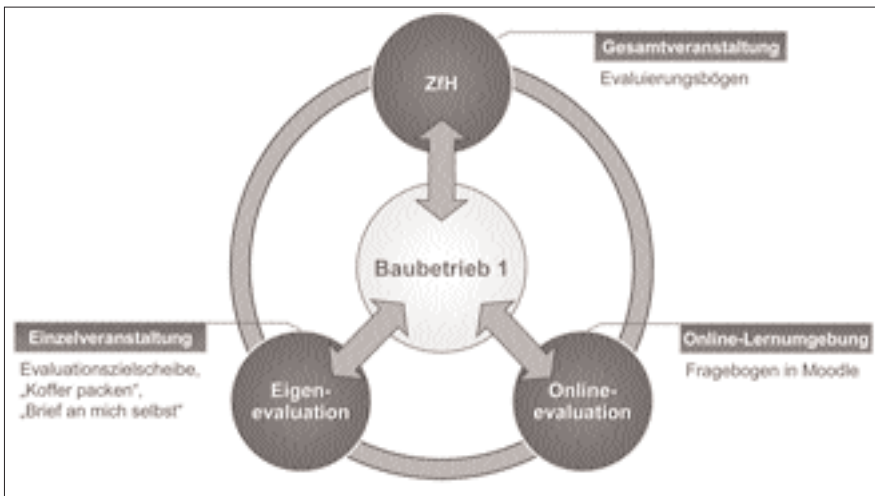 ZfH
Gesamtveranstaltung
Evaluierungsbögen
Baubetrieb 1
Einzelveranstaltung
Evaluationszielscheibe,
„Koffer packen“,
„Brief an mich selbst“
Eigen-
evaluation
Online-
evaluation
Online-Lernumgebung
Fragebogen in Moodle